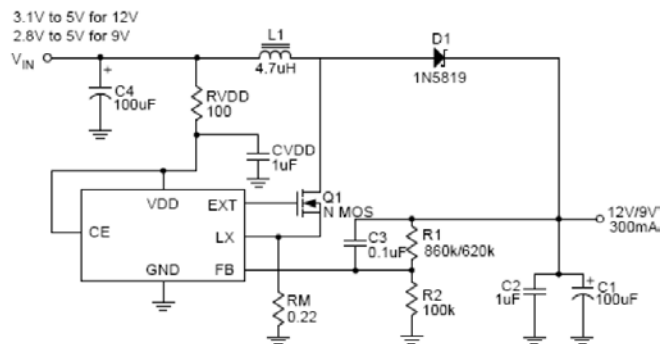 3.1V to 5V for 12V
2.8V to 5V for 9V
VIN
C4
100uF
RVDD
100
L1
4.7uH
D1
1N5819
CVDD
1uF
VDD
EXT
CE
LX
GND
FB
Q1
N MOS
RM
0.22
C3
0.1uF
R1
860k/620k
R2
100k
12V/9V
300mA
C2
1uF
C1
100uF